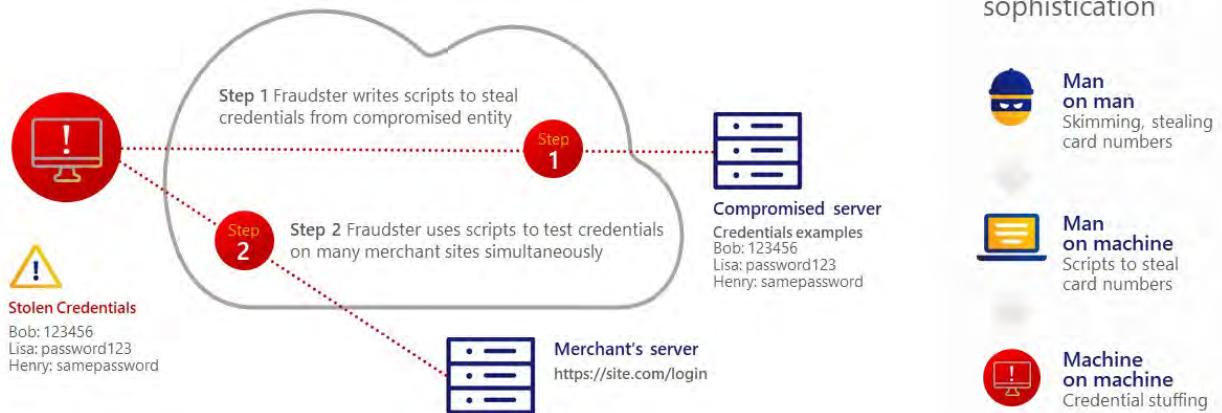 Step 1 Fraudster writes scripts to steal
credentials from compromised entity
Step
1
Step
2
Step 2 Fraudster uses scripts to test credentials
on many merchant sites simultaneously
!
!
Stolen Credentials
Bob: 123456
Lisa: password123
Henry: samepassword
Compromised server
Credentials examples
Bob: 123456
Lisa: password123
Henry: samepassword
Merchant's server
https://site.com/login
sophistication
Man
on man
Skimming, stealing
card numbers
Man
on machine
Scripts to steal
card numbers
!
Machine
on machine
Credential stuffing